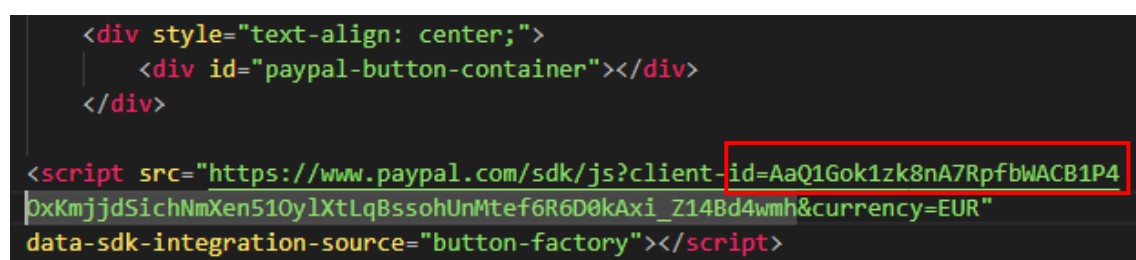 <div style="text-align: center;">
<div id="paypal-button-container"></div>
</div>
<script src="https://www.paypal.com/sdk/js?client-id=AaQ1Gok1zk8nA7RpfbWACB1P4
0xKmjjdSichNmXen51OylXtLqBssohUnMtef6R6D0kAxi_Z14Bd4wmh&currency=EUR"
data-sdk-integration-source="button-factory"></script>